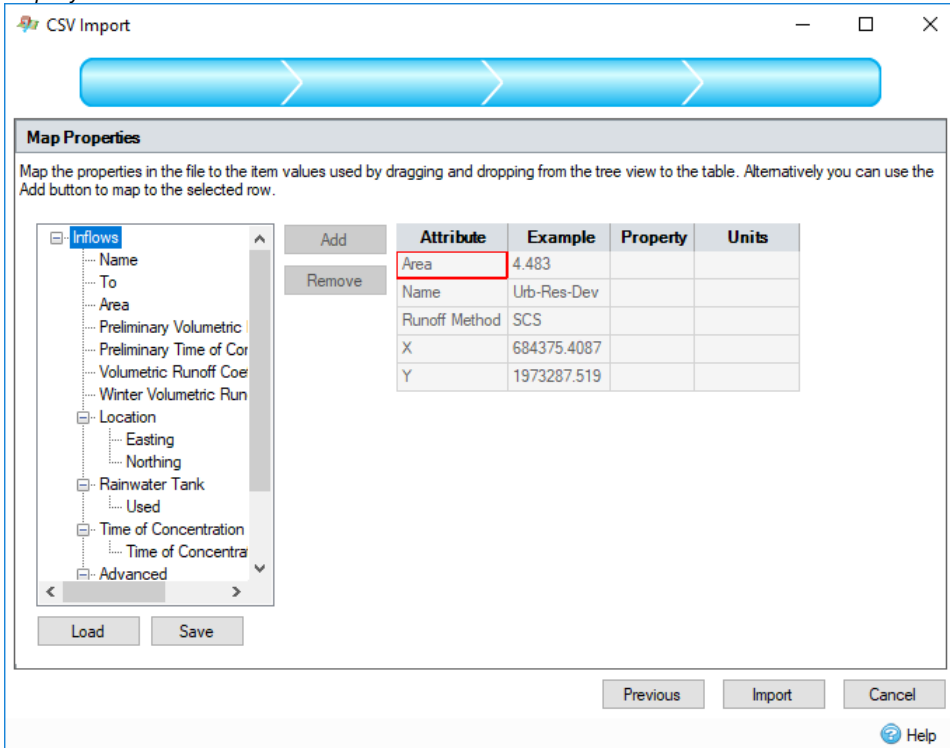 CSV Import
Map Properties
Map the properties in the file to the item values used by dragging and dropping from the tree view to the table. Alternatively you can use the
Add button to map to the selected row.
Inflows
Name
To
Area
Preliminary Volumetric
Preliminary Time of Cor
Volumetric Runoff Coe
Winter Volumetric Run
Location
Easting
Northing
Rainwater Tank
Used
Time of Concentration
Time of Concentra
Advanced
Load Save
Add
Remove
Attribute Example Property Units
Area 4.483
Name Urb-Res-Dev
Runoff Method SCS
X 684375.4087
Y 1973287.519
Previous Import Cancel
Help